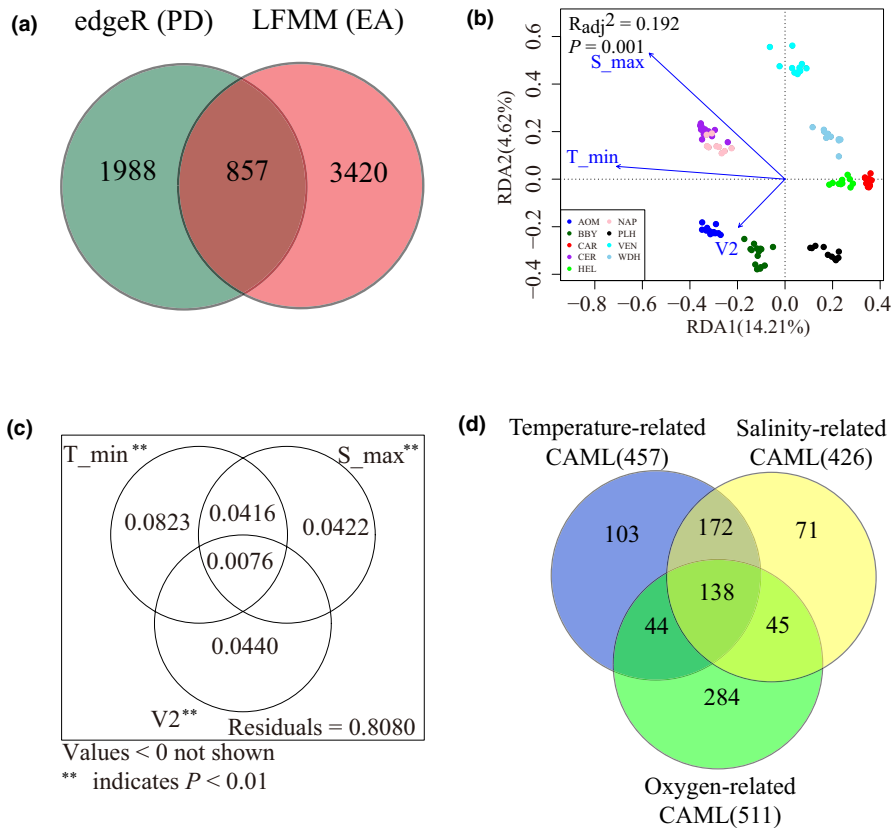 (a)
edgeR (PD)
LFMM (EA)
1988
857
3420
(b)
Radj² = 0.192
P = 0.001
S_max
T_min
V2
RDA2(4.62%)
0.6
0.4
0.2
0.0
−0.2
−0.4
AOM
BBY
CAR
CER
HEL
NAP
PLH
VEN
WDH
−0.8
−0.6
−0.4
−0.2
0.0
0.2
0.4
RDA1(14.21%)
(c)
T_min**
S_max**
0.0823
0.0416
0.0422
0.0076
0.0440
V2**
Residuals = 0.8080
Values < 0 not shown
** indicates P < 0.01
(d)
Temperature-related
CAML(457)
Salinity-related
CAML(426)
103
172
71
138
44
45
284
Oxygen-related
CAML(511)